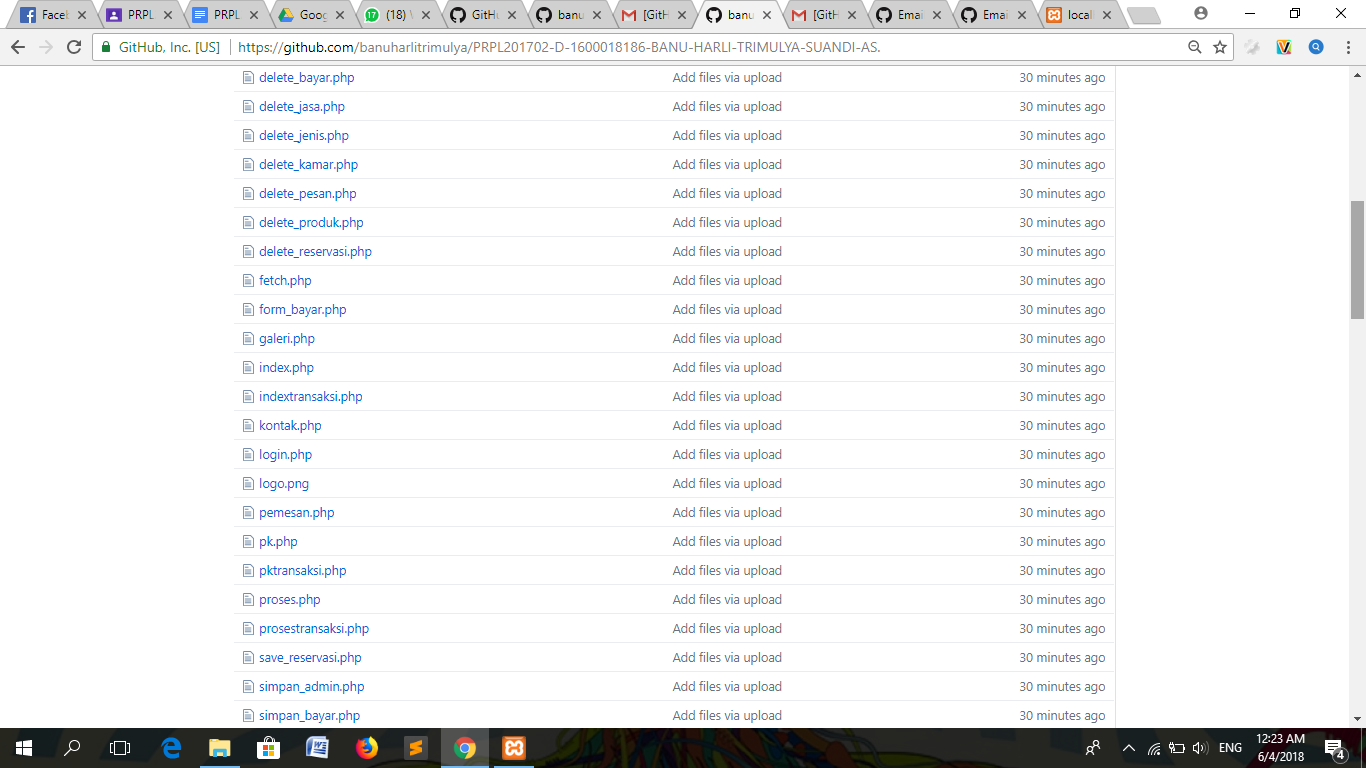 Faceb
PRPL
PRPL
Goog
(18) W
GitHu
banu
[GitH
banu
[GitH
Emai
Emai
local
GitHub, Inc. [US]
https://github.com/banuharlitrimulya/PRPL201702-D-1600018186-BANU-HARLI-TRIMULYA-SUANDI-AS.
delete_bayar.php Add files via upload 30 minutes ago
delete_jasa.php Add files via upload 30 minutes ago
delete_jenis.php Add files via upload 30 minutes ago
delete_kamar.php Add files via upload 30 minutes ago
delete_pesan.php Add files via upload 30 minutes ago
delete_produk.php Add files via upload 30 minutes ago
delete_reservasi.php Add files via upload 30 minutes ago
fetch.php Add files via upload 30 minutes ago
form_bayar.php Add files via upload 30 minutes ago
galeri.php Add files via upload 30 minutes ago
index.php Add files via upload 30 minutes ago
indextransaksi.php Add files via upload 30 minutes ago
kontak.php Add files via upload 30 minutes ago
login.php Add files via upload 30 minutes ago
logo.png Add files via upload 30 minutes ago
pemesan.php Add files via upload 30 minutes ago
pk.php Add files via upload 30 minutes ago
pktransaksi.php Add files via upload 30 minutes ago
proses.php Add files via upload 30 minutes ago
prosestransaksi.php Add files via upload 30 minutes ago
save_reservasi.php Add files via upload 30 minutes ago
simpan_admin.php Add files via upload 30 minutes ago
simpan_bayar.php Add files via upload 30 minutes ago
ENG
12:23 AM
6/4/2018
4